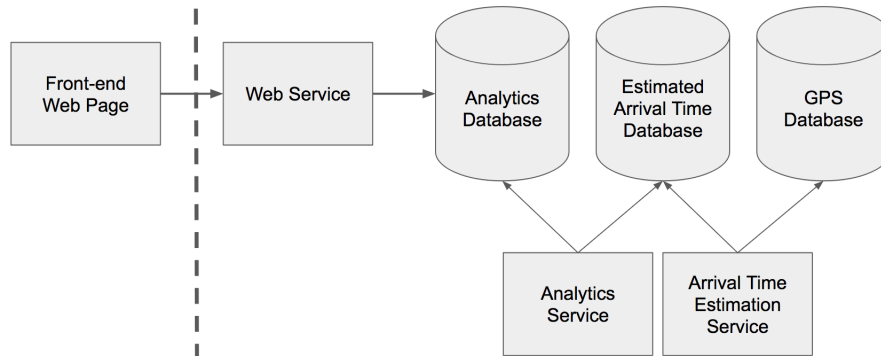 Front-end
Web Page
Web Service
Analytics
Database
Estimated
Arrival Time
Database
GPS
Database
Analytics
Service
Arrival Time
Estimation
Service